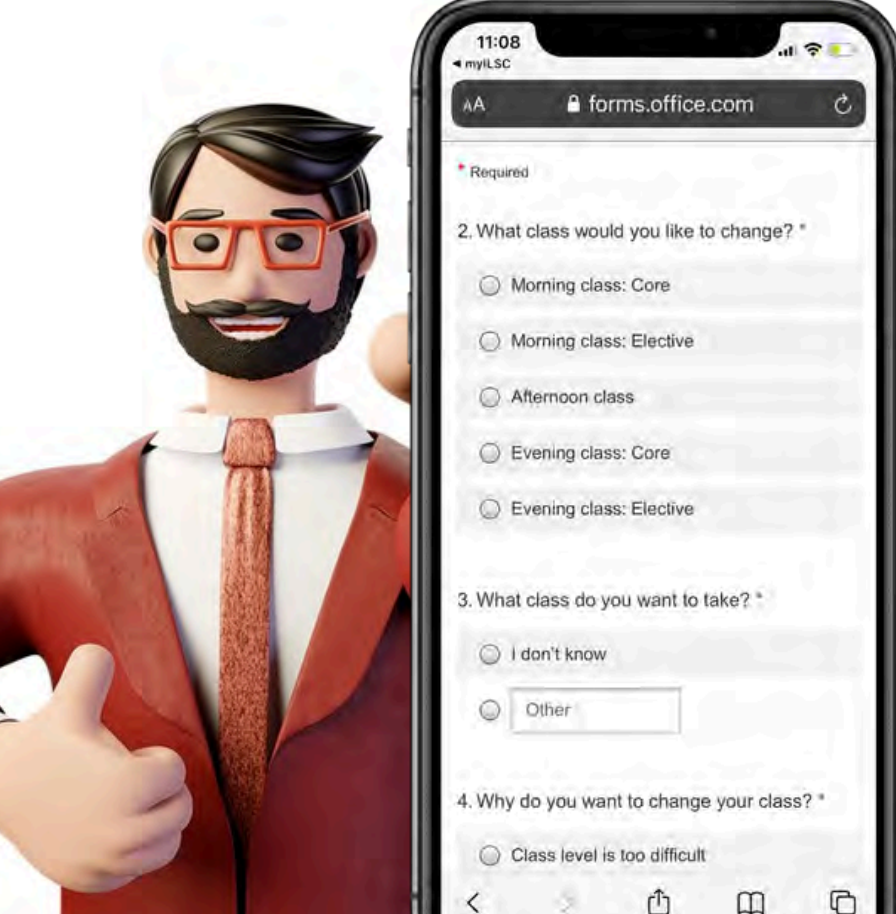 11:08
◄ myILSC
AA forms.office.com
* Required
2. What class would you like to change? *
Morning class: Core
Morning class: Elective
Afternoon class
Evening class: Core
Evening class: Elective
3. What class do you want to take? *
I don't know
Other
4. Why do you want to change your class? *
Class level is too difficult